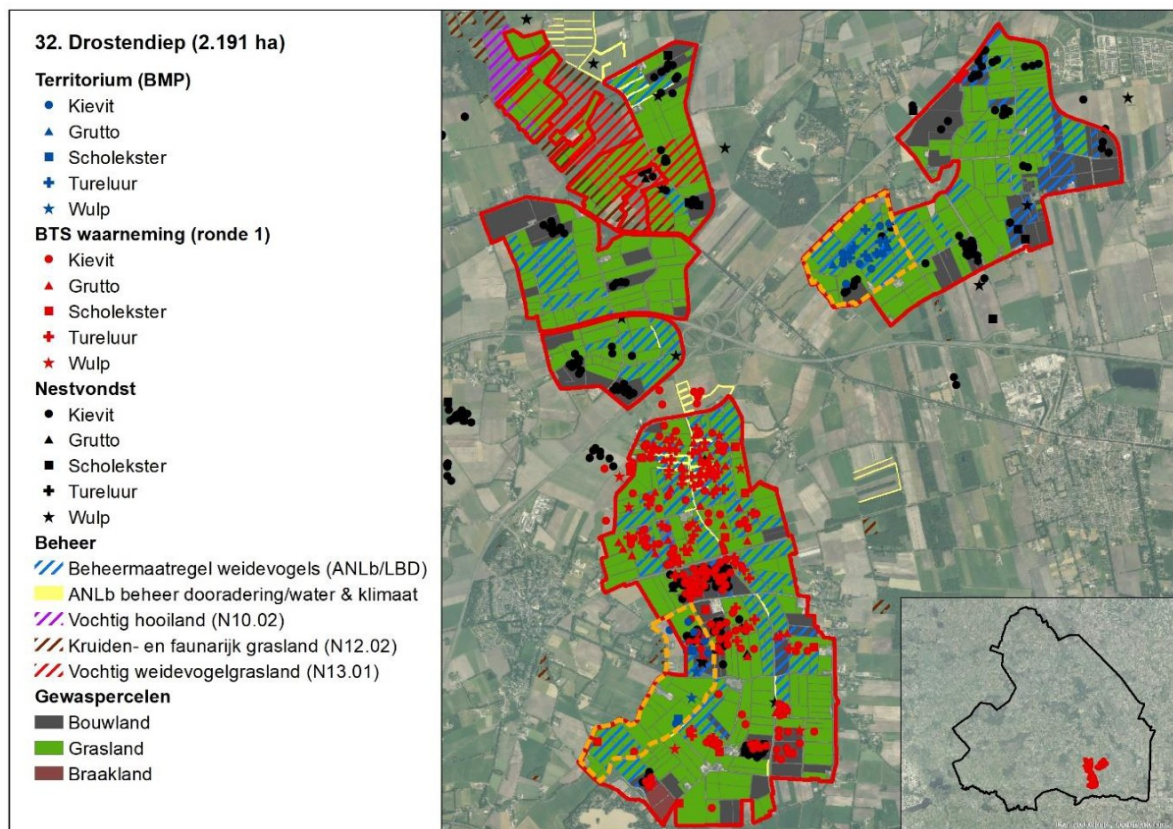 32. Drostendiep (2.191 ha)
Territorium (BMP)
Kievit
Grutto
Scholekster
Tureluur
Wulp
BTS waarneming (ronde 1)
Kievit
Grutto
Scholekster
Tureluur
Wulp
Nestvondst
Kievit
Grutto
Scholekster
Tureluur
Wulp
Beheer
Beheermaatregel weidevogels (ANLb/LBD)
ANLb beheer dooradering/water & klimaat
Vochtig hooiland (N10.02)
Kruiden- en faunarijk grasland (N12.02)
Vochtig weidevogelgrasland (N13.01)
Gewaspercelen
Bouwland
Grasland
Braakland